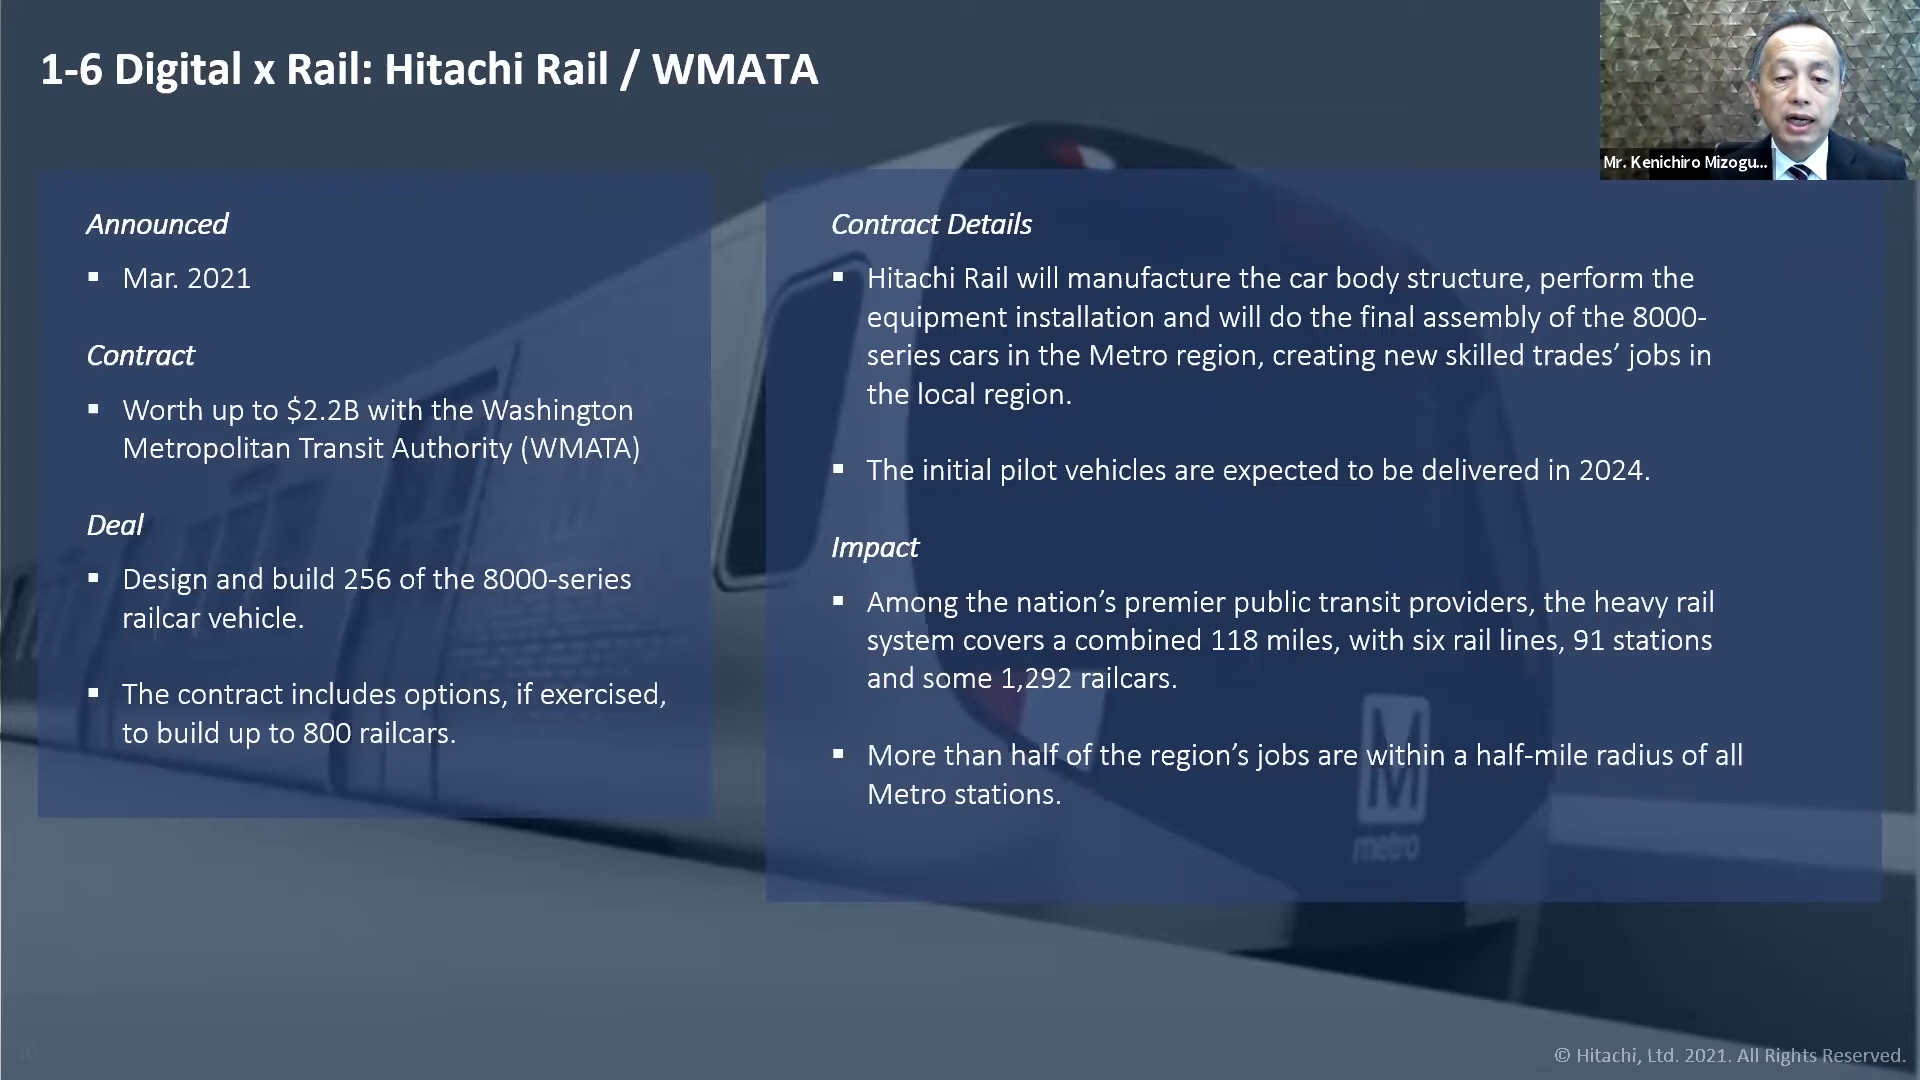 1-6 Digital x Rail: Hitachi Rail / WMATA
Mr. Kenichiro Mizogu...
Announced
▪ Mar. 2021
Contract
▪ Worth up to $2.2B with the Washington
Metropolitan Transit Authority (WMATA)
Deal
▪ Design and build 256 of the 8000-series
railcar vehicle.
▪ The contract includes options, if exercised,
to build up to 800 railcars.
Contract Details
▪ Hitachi Rail will manufacture the car body structure, perform the
equipment installation and will do the final assembly of the 8000-
series cars in the Metro region, creating new skilled trades’ jobs in
the local region.
▪ The initial pilot vehicles are expected to be delivered in 2024.
Impact
▪ Among the nation’s premier public transit providers, the heavy rail
system covers a combined 118 miles, with six rail lines, 91 stations
and some 1,292 railcars.
▪ More than half of the region’s jobs are within a half-mile radius of all
Metro stations.
M
metro
© Hitachi, Ltd. 2021. All Rights Reserved.